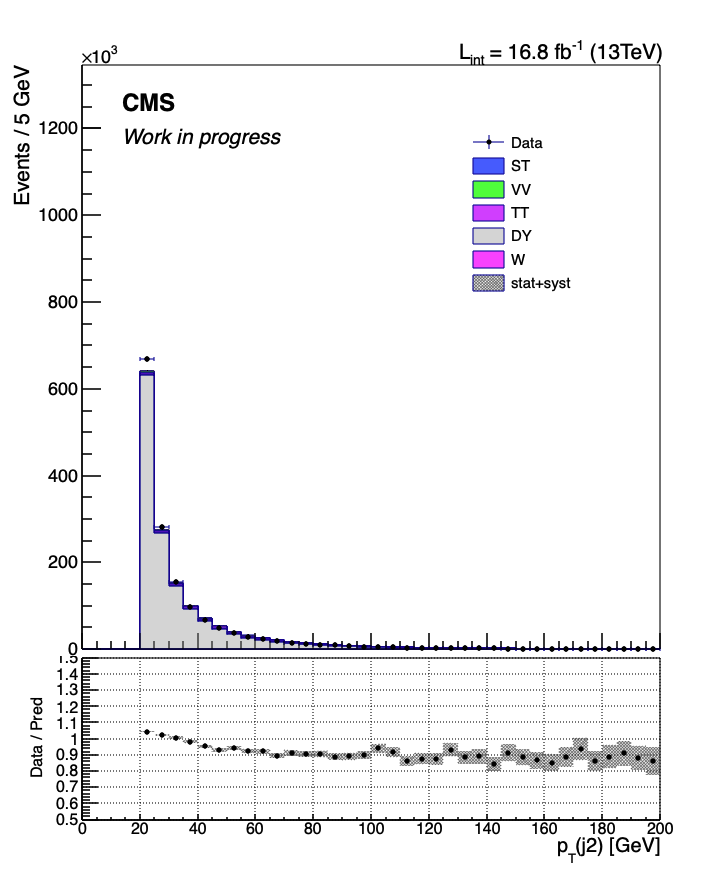 ×10³
L_int = 16.8 fb⁻¹ (13TeV)
Events / 5 GeV
CMS
Work in progress
1200
1000
800
600
400
200
0
Data
ST
VV
TT
DY
W
stat+syst
Data / Pred
1.5
1.4
1.3
1.2
1.1
1
0.9
0.8
0.7
0.6
0.5
0 20 40 60 80 100 120 140 160 180 200
p_T(j2) [GeV]